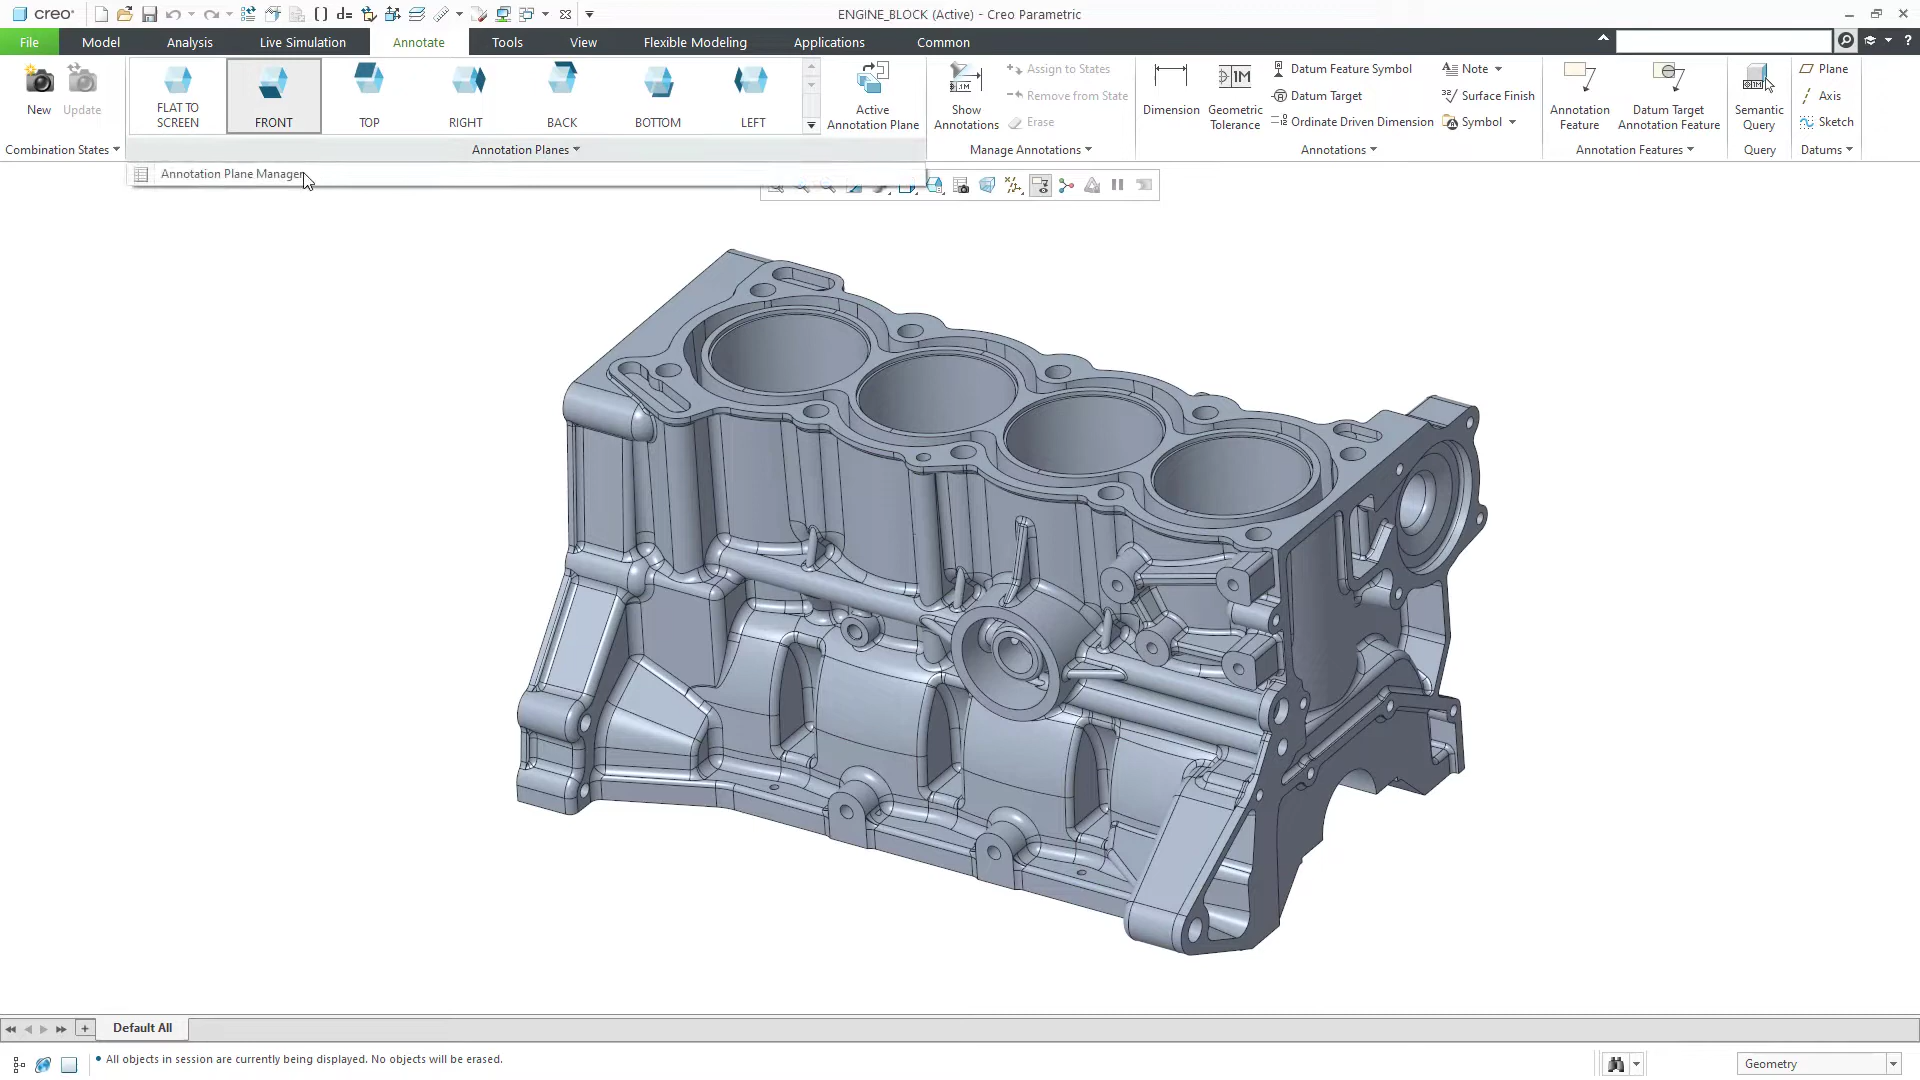 creo
d=
ENGINE_BLOCK (Active) - Creo Parametric
File
Model
Analysis
Live Simulation
Annotate
Tools
View
Flexible Modeling
Applications
Common
?
New
Update
Combination States
FLAT TO
SCREEN
FRONT
TOP
RIGHT
BACK
BOTTOM
LEFT
Annotation Planes
Annotation Plane Manager
Active
Annotation Plane
Show
Annotations
Assign to States
Remove from State
Erase
Manage Annotations
Dimension
Geometric
Tolerance
Datum Feature Symbol
Datum Target
Ordinate Driven Dimension
Note
Surface Finish
Symbol
Annotations
Annotation
Feature
Datum Target
Annotation Feature
Annotation Features
Semantic
Query
Query
Plane
Axis
Sketch
Datums
Default All
All objects in session are currently being displayed. No objects will be erased.
Geometry